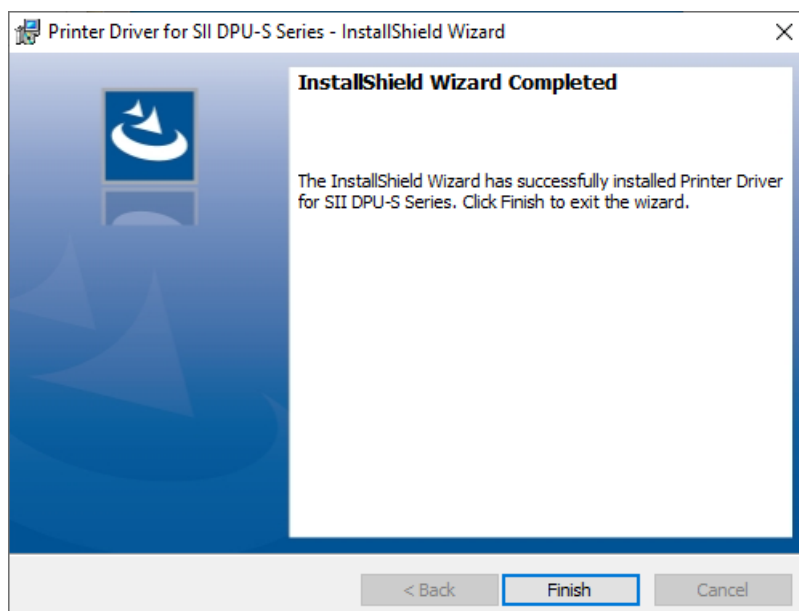 Printer Driver for SII DPU-S Series - InstallShield Wizard
InstallShield Wizard Completed
The InstallShield Wizard has successfully installed Printer Driver
for SII DPU-S Series. Click Finish to exit the wizard.
< Back
Finish
Cancel